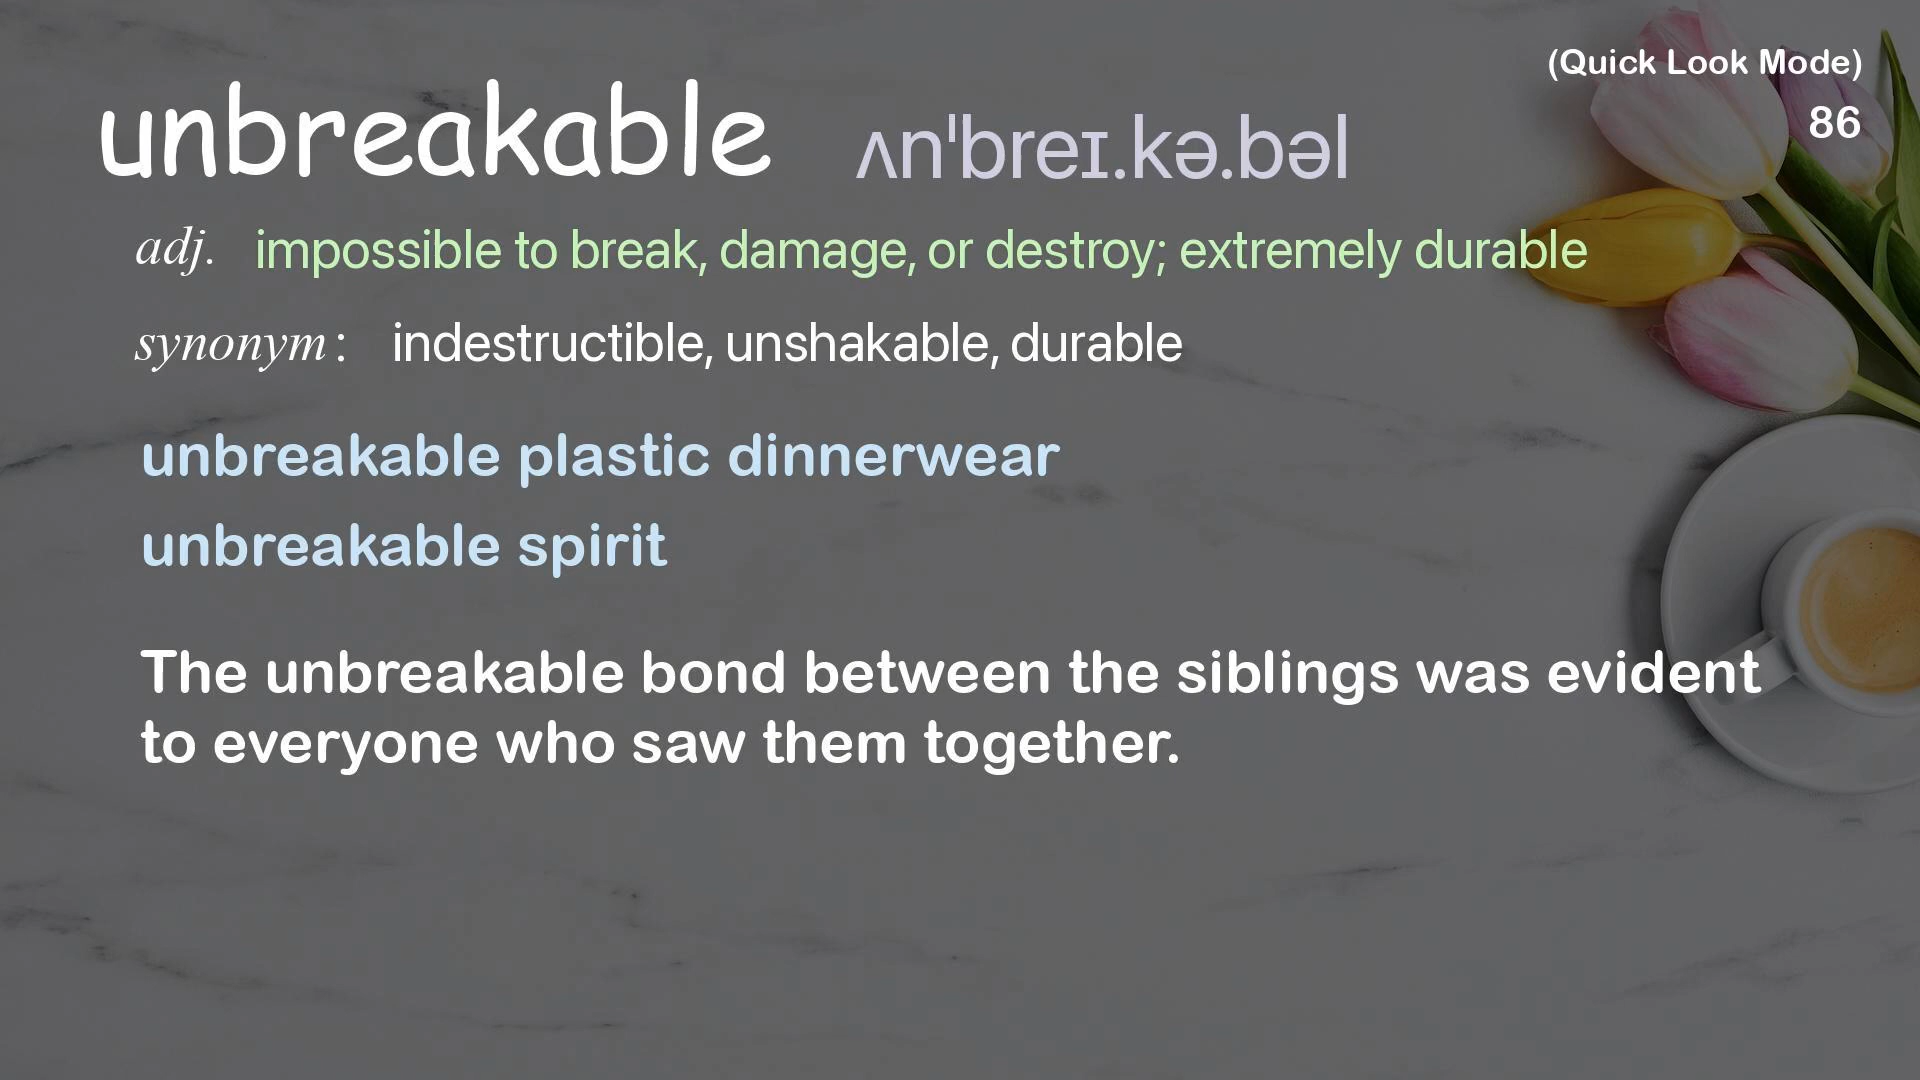 (Quick Look Mode)
86
unbreakable ʌnˈbreɪ.kə.bəl
adj. impossible to break, damage, or destroy; extremely durable
synonym : indestructible, unshakable, durable
unbreakable plastic dinnerwear
unbreakable spirit
The unbreakable bond between the siblings was evident
to everyone who saw them together.